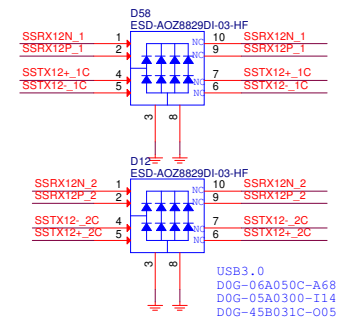 D58
ESD-AOZ8829DI-03-HF
SSRX12N_1 1 10 SSRX12N_1
SSRX12P_1 2 NC 9 SSRX12P_1
SSTX12+_1C 4 7 SSTX12+_1C
SSTX12-_1C 5 NC 6 SSTX12-_1C
3 8
D12
ESD-AOZ8829DI-03-HF
SSRX12N_2 1 NC 10 SSRX12N_2
SSRX12P_2 2 NC 9 SSRX12P_2
SSTX12-_2C 4 NC 7 SSTX12-_2C
SSTX12+_2C 5 NC 6 SSTX12+_2C
3 8
USB3.0
D0G-06A050C-A68
D0G-05A0300-I14
D0G-45B031C-O05